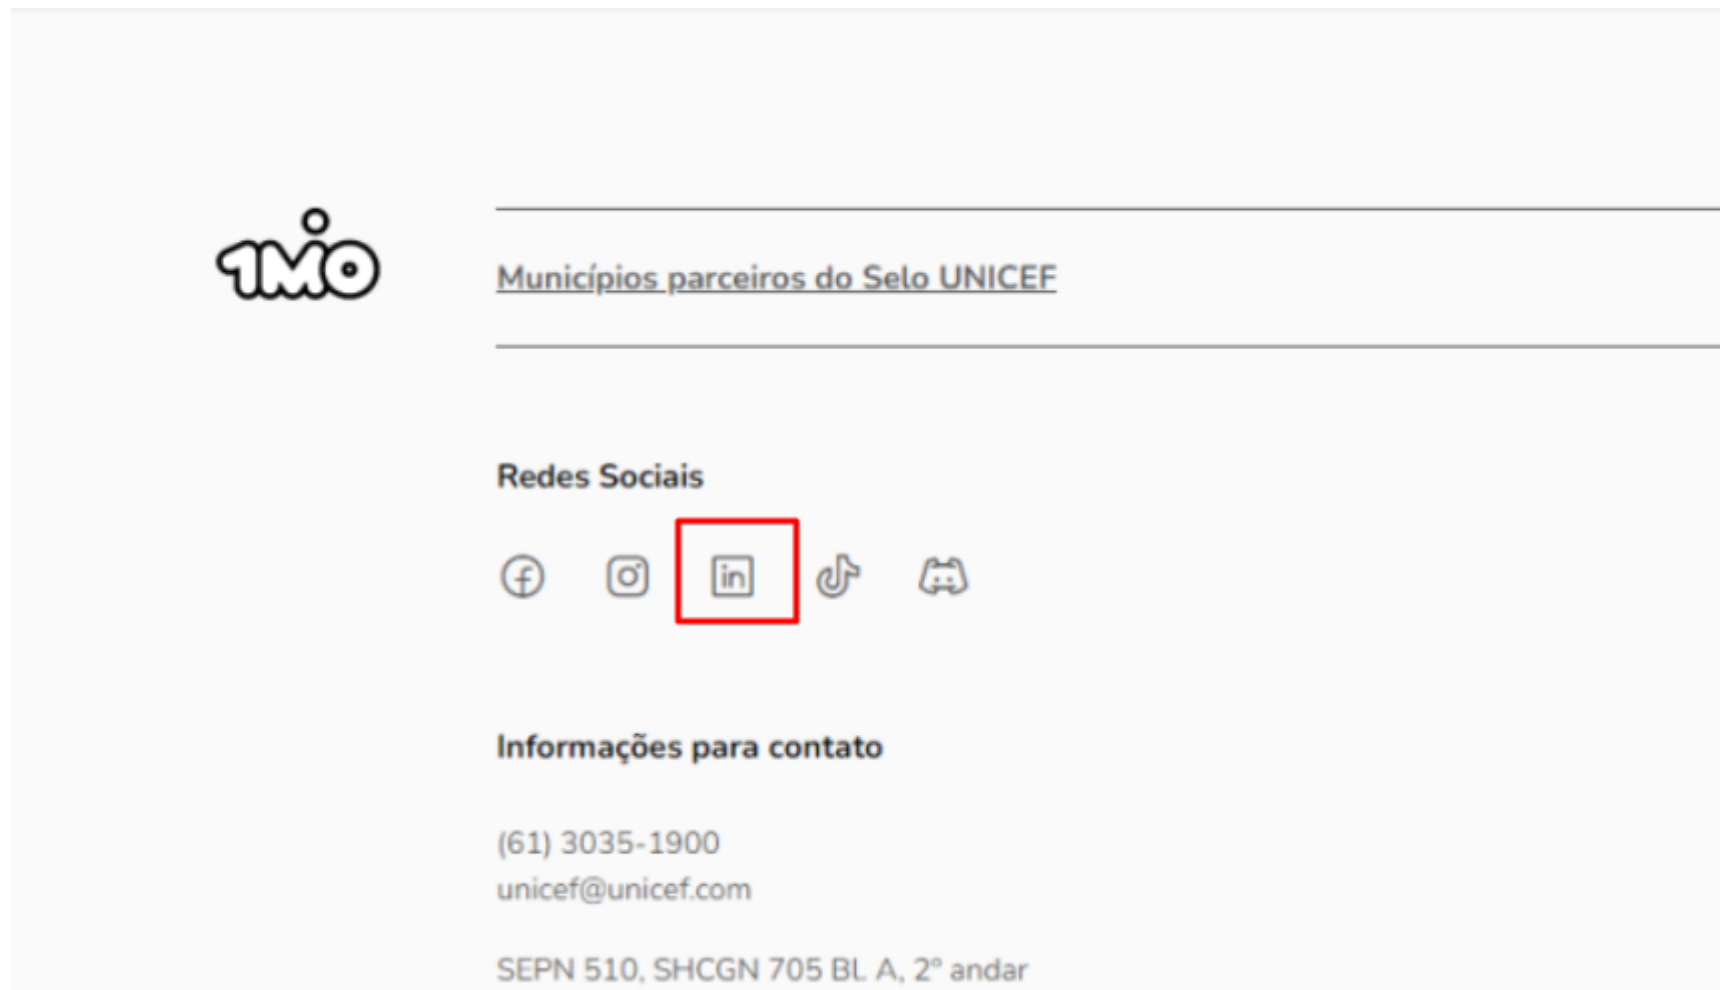 1MiO
Municípios parceiros do Selo UNICEF
Redes Sociais
in
Informações para contato
(61) 3035-1900
unicef@unicef.com
SEPN 510, SHCGN 705 Bl. A, 2º andar